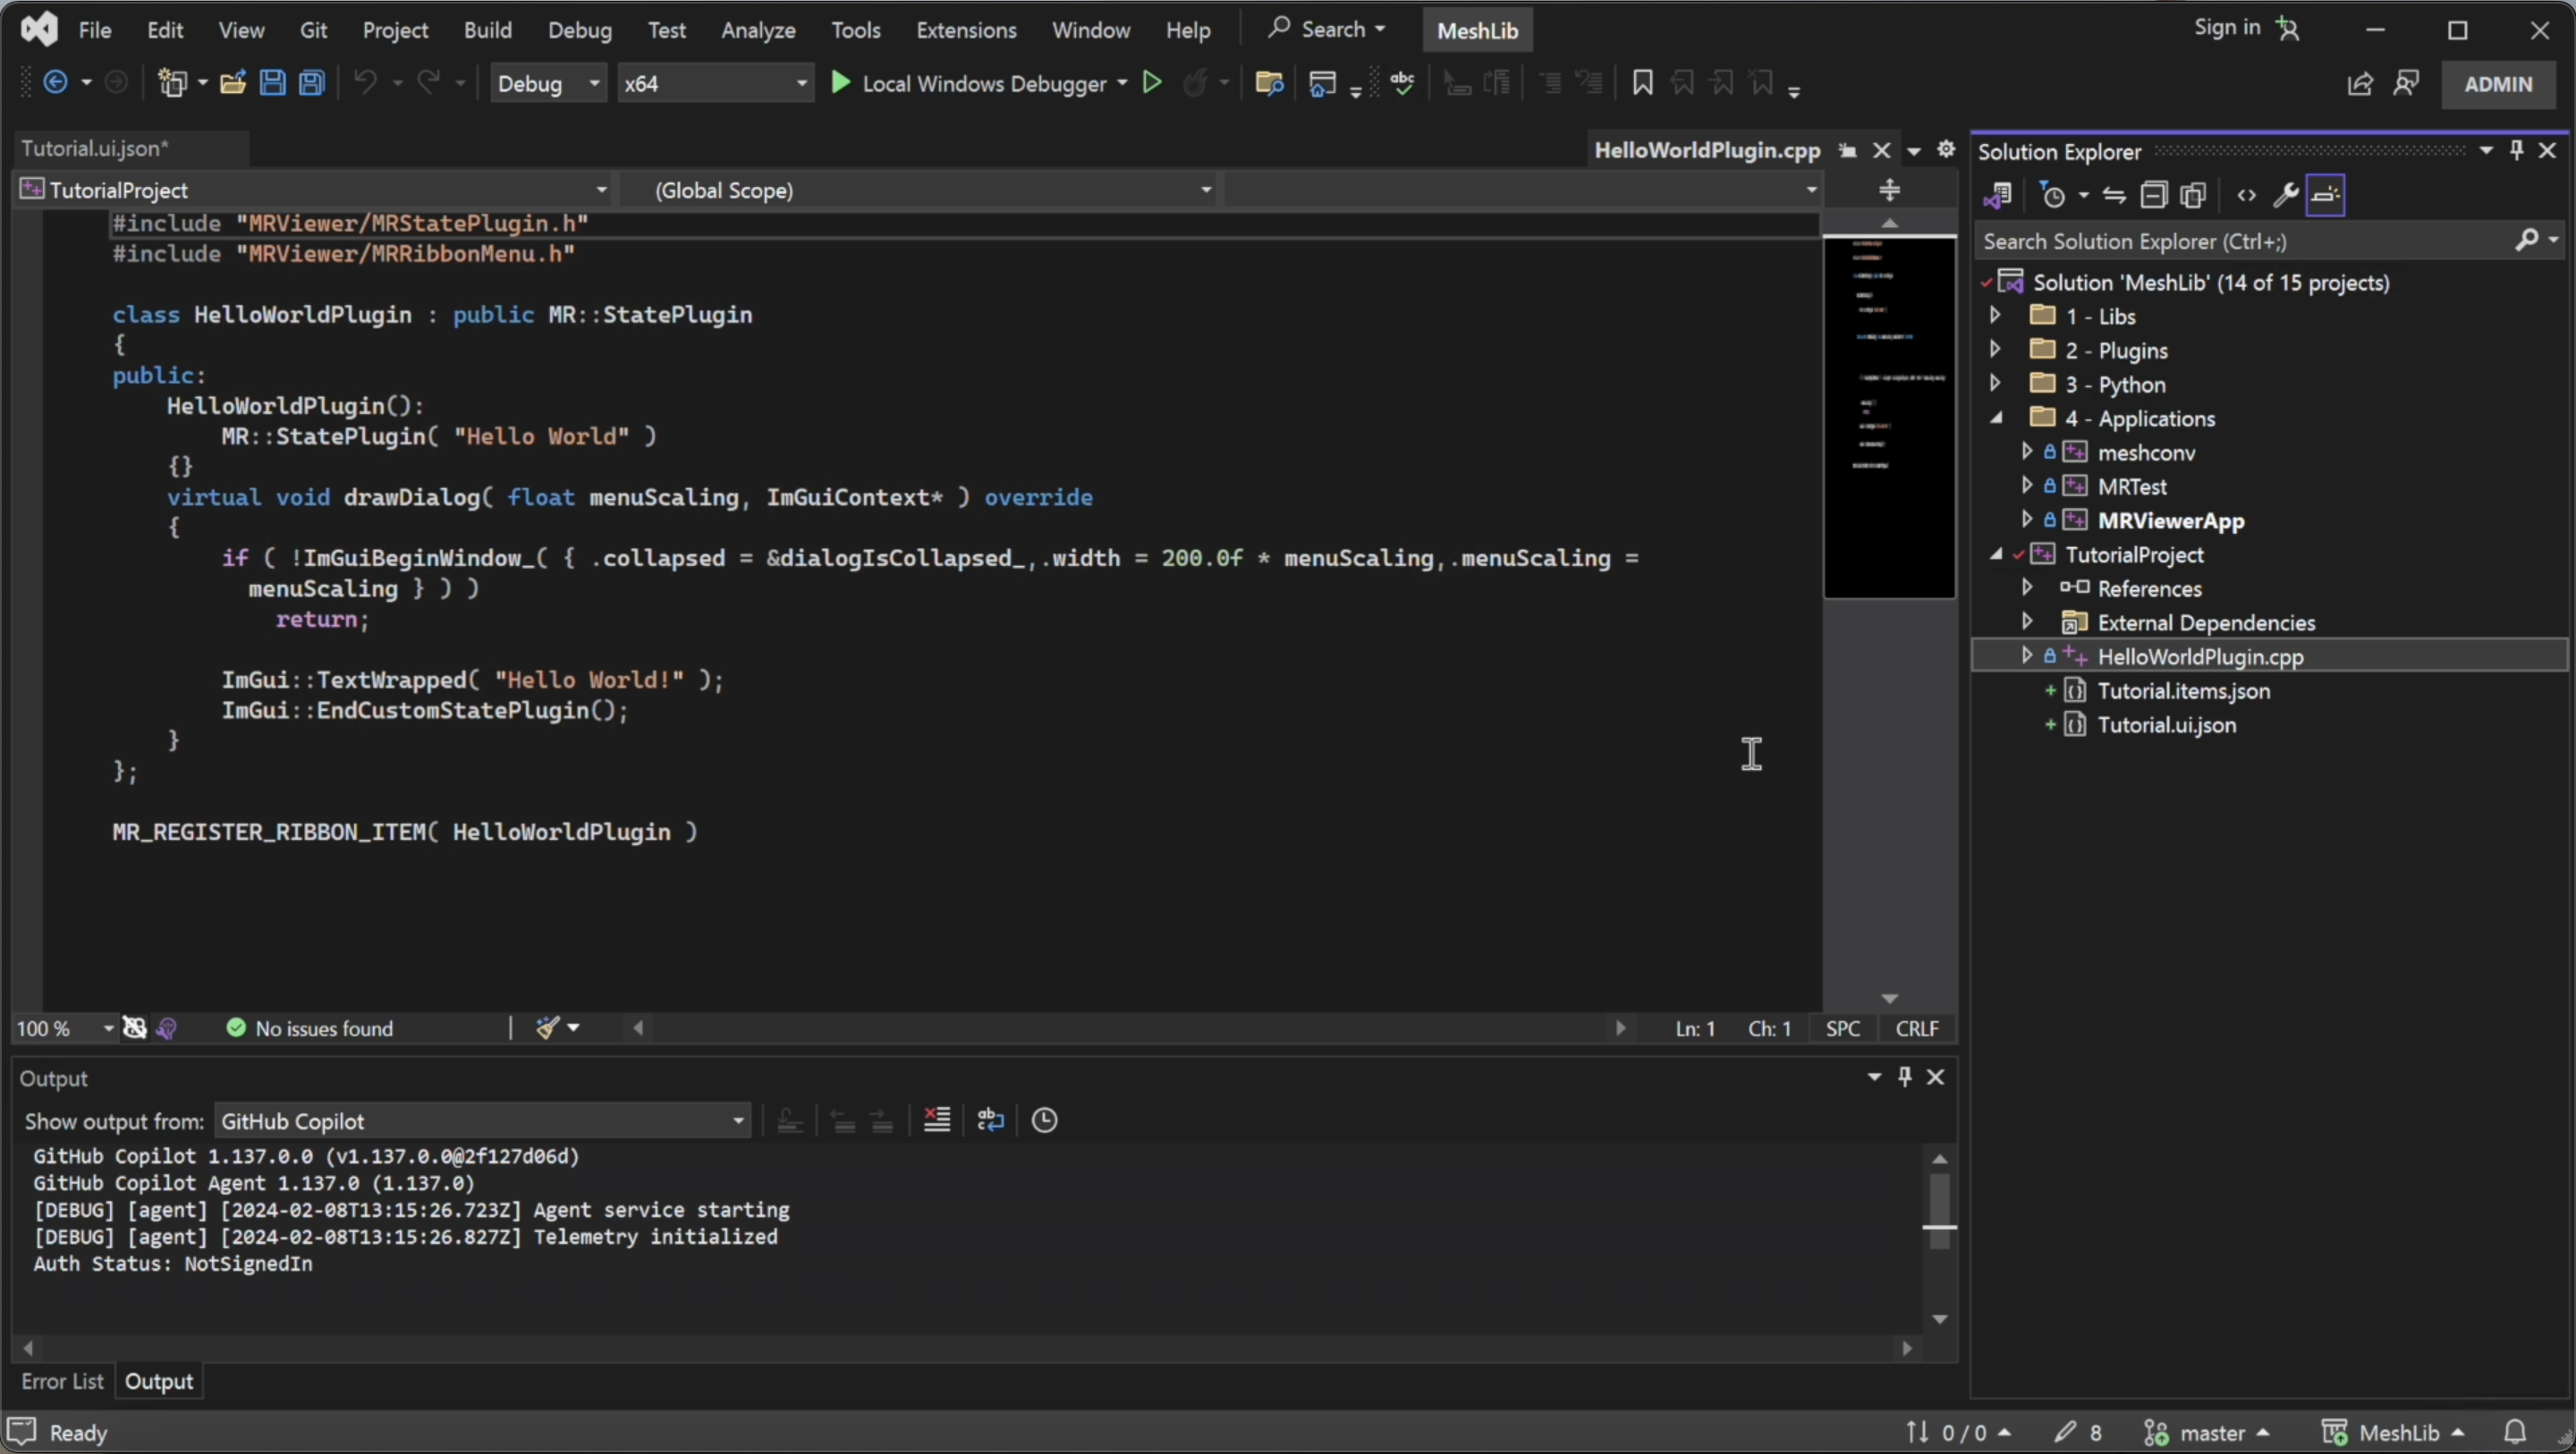 File Edit View Git Project Build Debug Test Analyze Tools Extensions Window Help Search MeshLib Sign in
Debug x64 Local Windows Debugger ADMIN
Tutorial.ui.json* HelloWorldPlugin.cpp
TutorialProject (Global Scope)
#include "MRViewer/MRStatePlugin.h"
#include "MRViewer/MRRibbonMenu.h"
class HelloWorldPlugin : public MR::StatePlugin
{
public:
HelloWorldPlugin():
MR::StatePlugin( "Hello World" )
{}
virtual void drawDialog( float menuScaling, ImGuiContext* ) override
{
if ( !ImGuiBeginWindow_( { .collapsed = &dialogIsCollapsed_,.width = 200.0f * menuScaling,.menuScaling =
menuScaling } ) )
return;
ImGui::TextWrapped( "Hello World!" );
ImGui::EndCustomStatePlugin();
}
};
MR_REGISTER_RIBBON_ITEM( HelloWorldPlugin )
100 % No issues found Ln: 1 Ch: 1 SPC CRLF
Output
Show output from: GitHub Copilot
GitHub Copilot 1.137.0.0 (v1.137.0.0@2f127d06d)
GitHub Copilot Agent 1.137.0 (1.137.0)
[DEBUG] [agent] [2024-02-08T13:15:26.723Z] Agent service starting
[DEBUG] [agent] [2024-02-08T13:15:26.827Z] Telemetry initialized
Auth Status: NotSignedIn
Error List Output
Solution Explorer
Search Solution Explorer (Ctrl+;)
Solution 'MeshLib' (14 of 15 projects)
1 - Libs
2 - Plugins
3 - Python
4 - Applications
meshconv
MRTest
MRViewerApp
TutorialProject
References
External Dependencies
HelloWorldPlugin.cpp
Tutorial.items.json
Tutorial.ui.json
Ready 0 / 0 8 master MeshLib